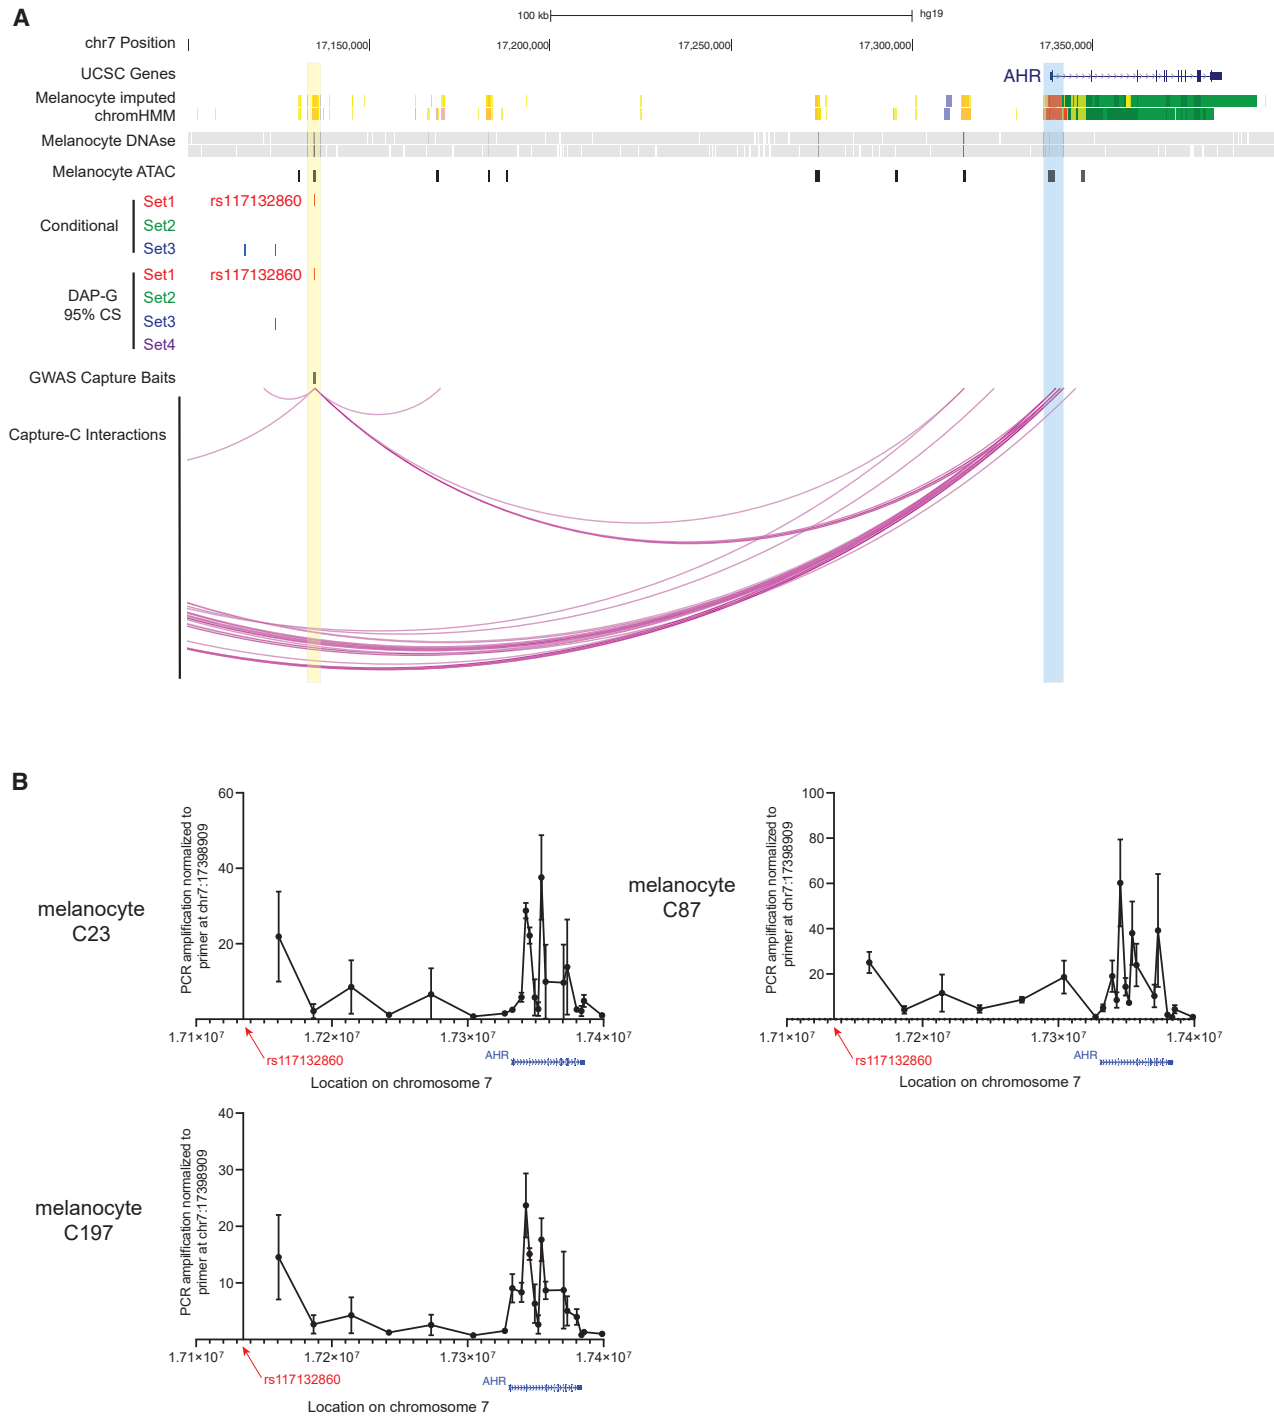 A
100 kb
hg19
chr7 Position
17,150,000
17,200,000
17,250,000
17,300,000
17,350,000
UCSC Genes
AHR
Melanocyte imputed
chromHMM
Melanocyte DNAse
Melanocyte ATAC
Conditional
Set1
rs117132860
Set2
Set3
DAP-G
95% CS
Set1
rs117132860
Set2
Set3
Set4
GWAS Capture Baits
Capture-C Interactions
B
melanocyte
C23
PCR amplification normalized to
primer at chr7:17398909
60
40
20
1.71×10⁷
1.72×10⁷
1.73×10⁷
1.74×10⁷
rs117132860
AHR
Location on chromosome 7
melanocyte
C87
PCR amplification normalized to
primer at chr7:17398909
100
80
60
40
20
1.71×10⁷
1.72×10⁷
1.73×10⁷
1.74×10⁷
rs117132860
AHR
Location on chromosome 7
melanocyte
C197
PCR amplification normalized to
primer at chr7:17398909
40
30
20
10
1.71×10⁷
1.72×10⁷
1.73×10⁷
1.74×10⁷
rs117132860
AHR
Location on chromosome 7